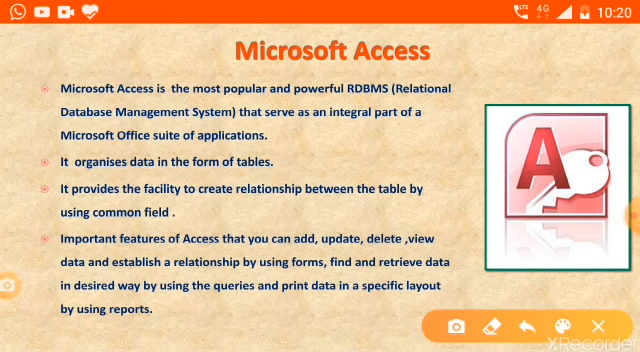 LTE 4G 10:20
Microsoft Access
Microsoft Access is the most popular and powerful RDBMS (Relational
Database Management System) that serve as an integral part of a
Microsoft Office suite of applications.
It organises data in the form of tables.
It provides the facility to create relationship between the table by
using common field .
Important features of Access that you can add, update, delete ,view
data and establish a relationship by using forms, find and retrieve data
in desired way by using the queries and print data in a specific layout
by using reports.
A
XRecorder